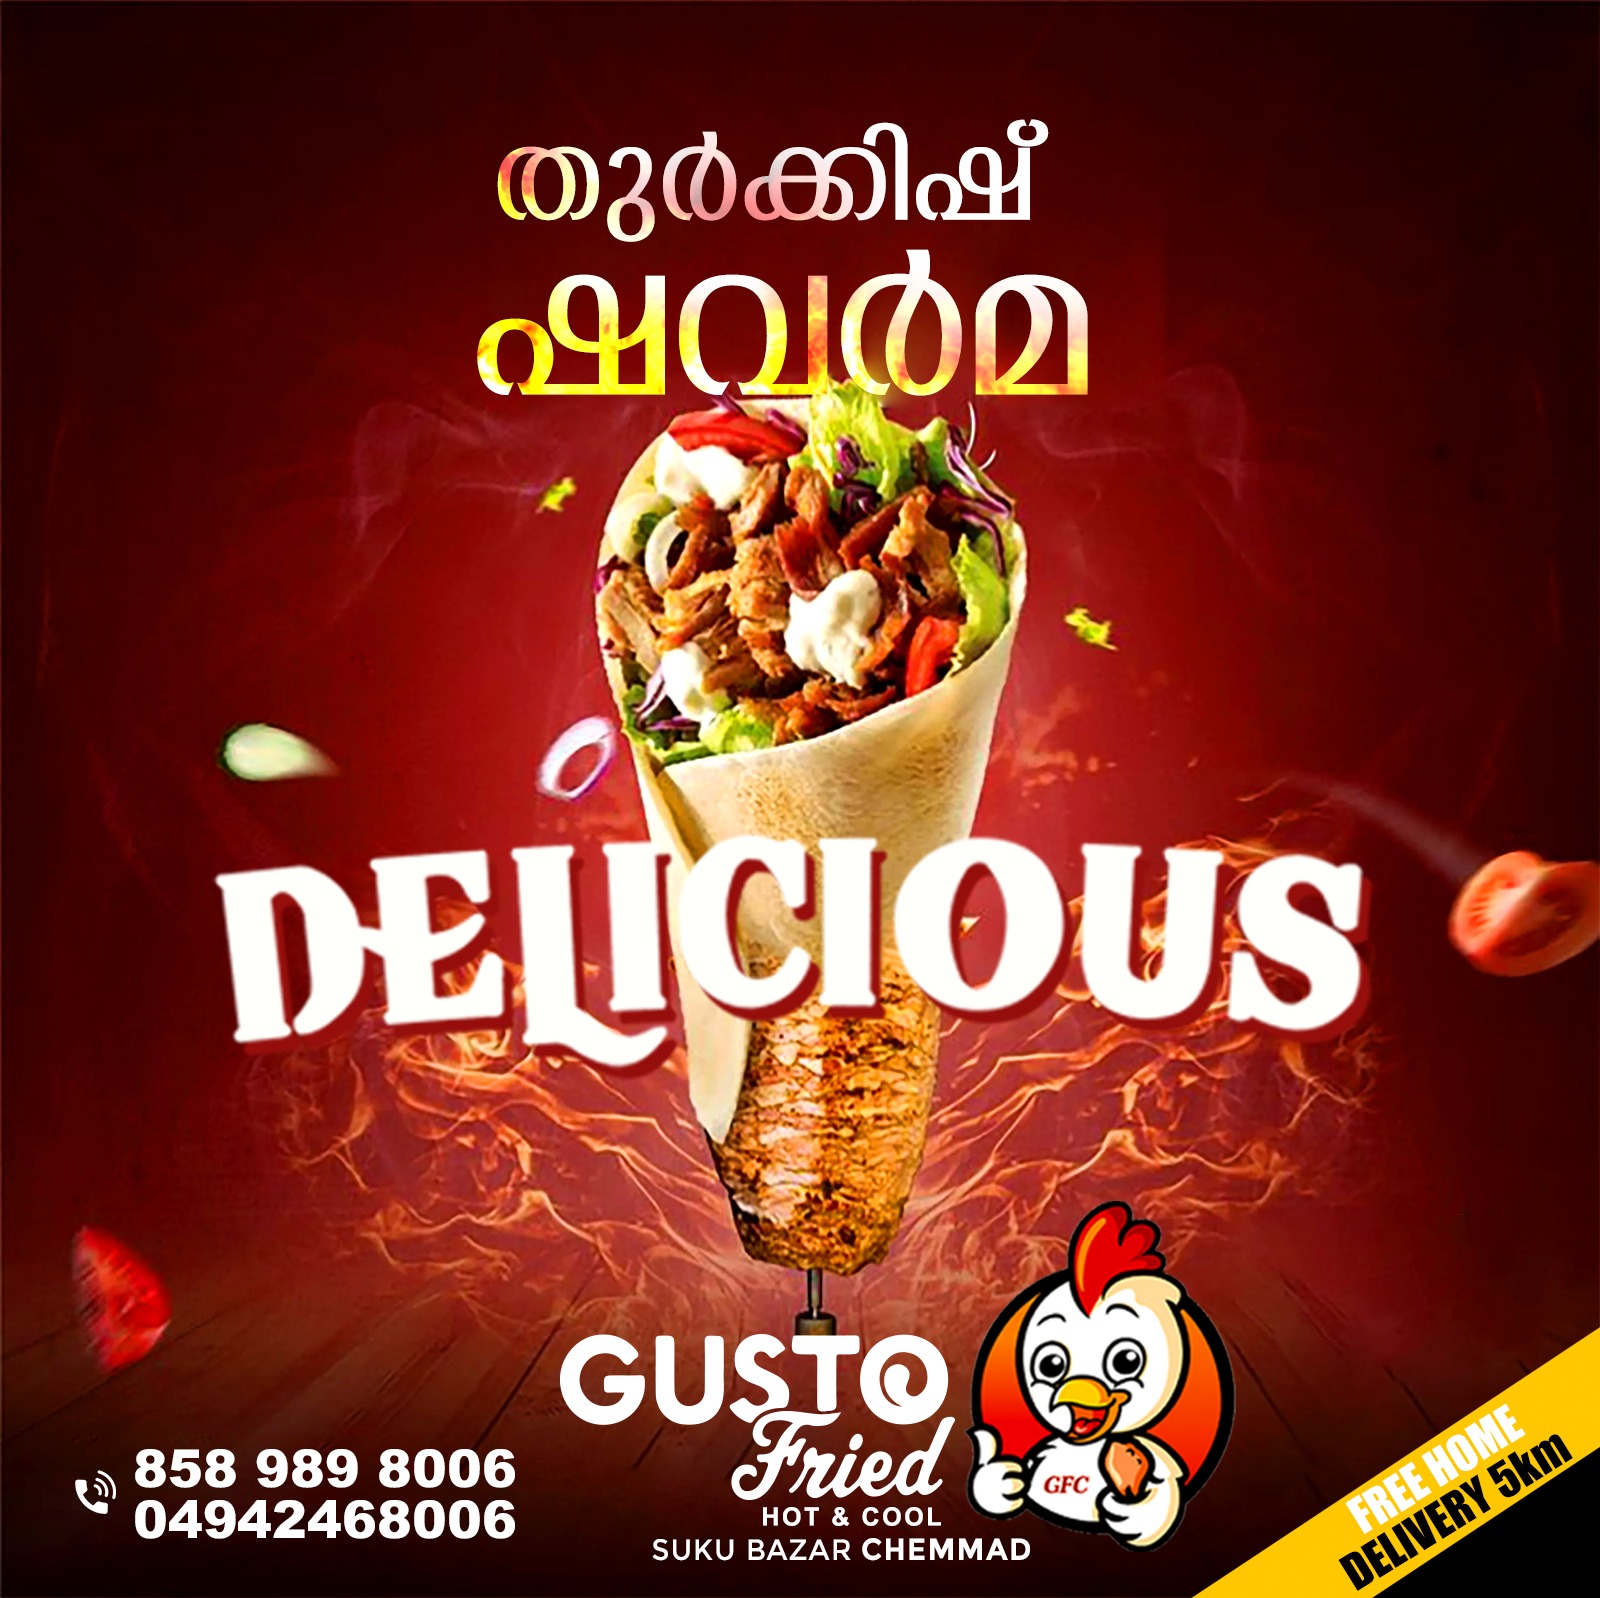 തുർക്കിഷ്
ഷവർമ
DELICIOUS
GUSTO
Fried
HOT & COOL
SUKU BAZAR CHEMMAD
GFC
858 989 8006
04942468006
FREE HOME
DELIVERY 5km